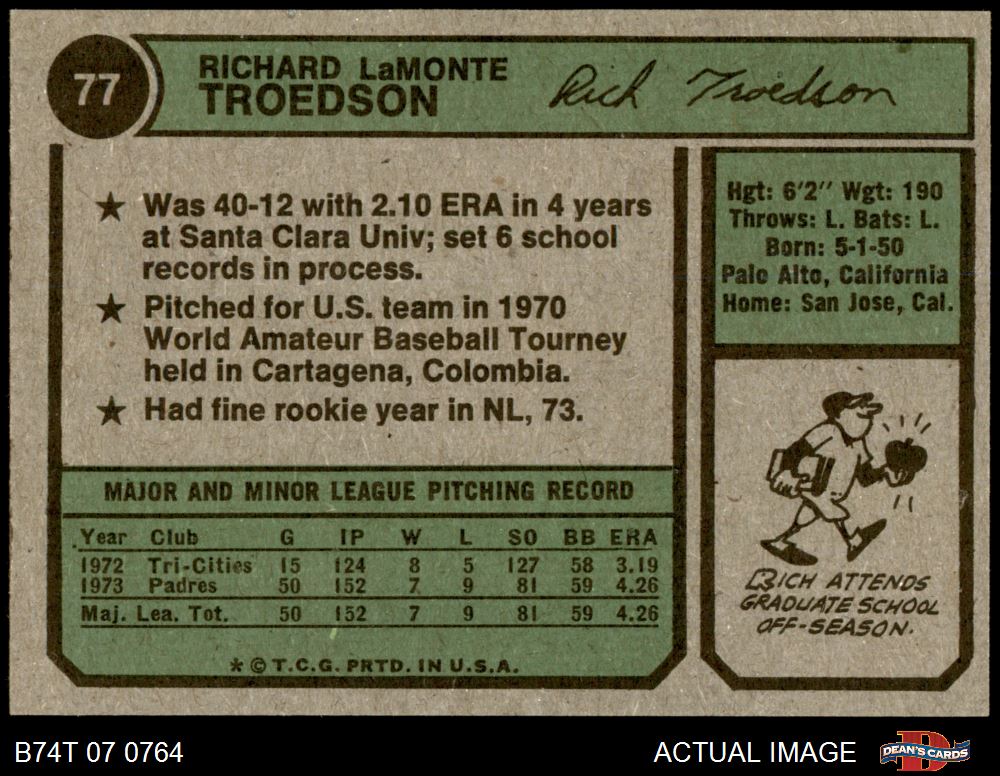 77
RICHARD LaMONTE
TROEDSON
Rich Troedson
★ Was 40-12 with 2.10 ERA in 4 years
at Santa Clara Univ; set 6 school
records in process.
★ Pitched for U.S. team in 1970
World Amateur Baseball Tourney
held in Cartagena, Colombia.
★ Had fine rookie year in NL, 73.
MAJOR AND MINOR LEAGUE PITCHING RECORD
Year Club G IP W L SO BB ERA
1972 Tri-Cities 15 124 8 5 127 58 3.19
1973 Padres 50 152 7 9 81 59 4.26
Maj. Lea. Tot. 50 152 7 9 81 59 4.26
* © T.C.G. PRTD. IN U.S.A.
Hgt: 6'2" Wgt: 190
Throws: L. Bats: L.
Born: 5-1-50
Palo Alto, California
Home: San Jose, Cal.
RICH ATTENDS
GRADUATE SCHOOL
OFF-SEASON.
B74T 07 0764
ACTUAL IMAGE
D
DEAN'S CARDS